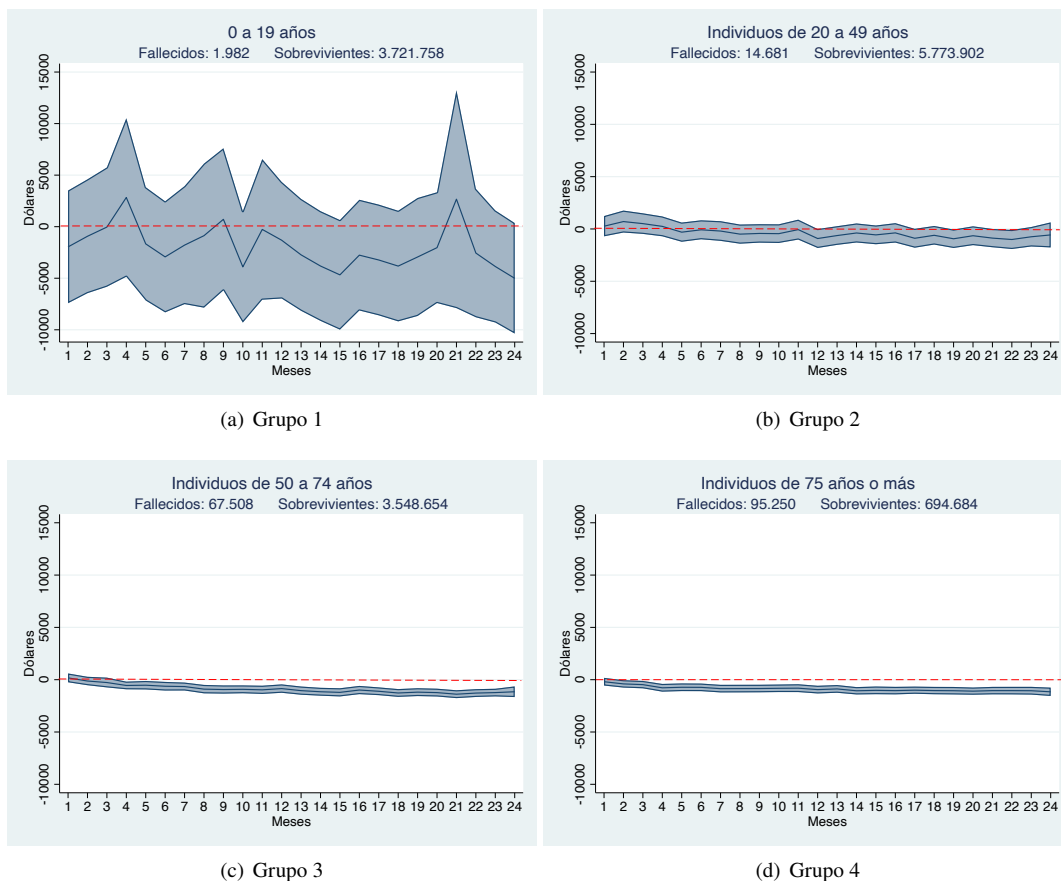 0 a 19 años
Fallecidos: 1.982 Sobrevivientes: 3.721.758
Dólares
15000
10000
5000
0
-5000
-10000
1 2 3 4 5 6 7 8 9 10 11 12 13 14 15 16 17 18 19 20 21 22 23 24
Meses
(a) Grupo 1
Individuos de 20 a 49 años
Fallecidos: 14.681 Sobrevivientes: 5.773.902
Dólares
15000
10000
5000
0
-5000
-10000
1 2 3 4 5 6 7 8 9 10 11 12 13 14 15 16 17 18 19 20 21 22 23 24
Meses
(b) Grupo 2
Individuos de 50 a 74 años
Fallecidos: 67.508 Sobrevivientes: 3.548.654
Dólares
15000
10000
5000
0
-5000
-10000
1 2 3 4 5 6 7 8 9 10 11 12 13 14 15 16 17 18 19 20 21 22 23 24
Meses
(c) Grupo 3
Individuos de 75 años o más
Fallecidos: 95.250 Sobrevivientes: 694.684
Dólares
15000
10000
5000
0
-5000
-10000
1 2 3 4 5 6 7 8 9 10 11 12 13 14 15 16 17 18 19 20 21 22 23 24
Meses
(d) Grupo 4